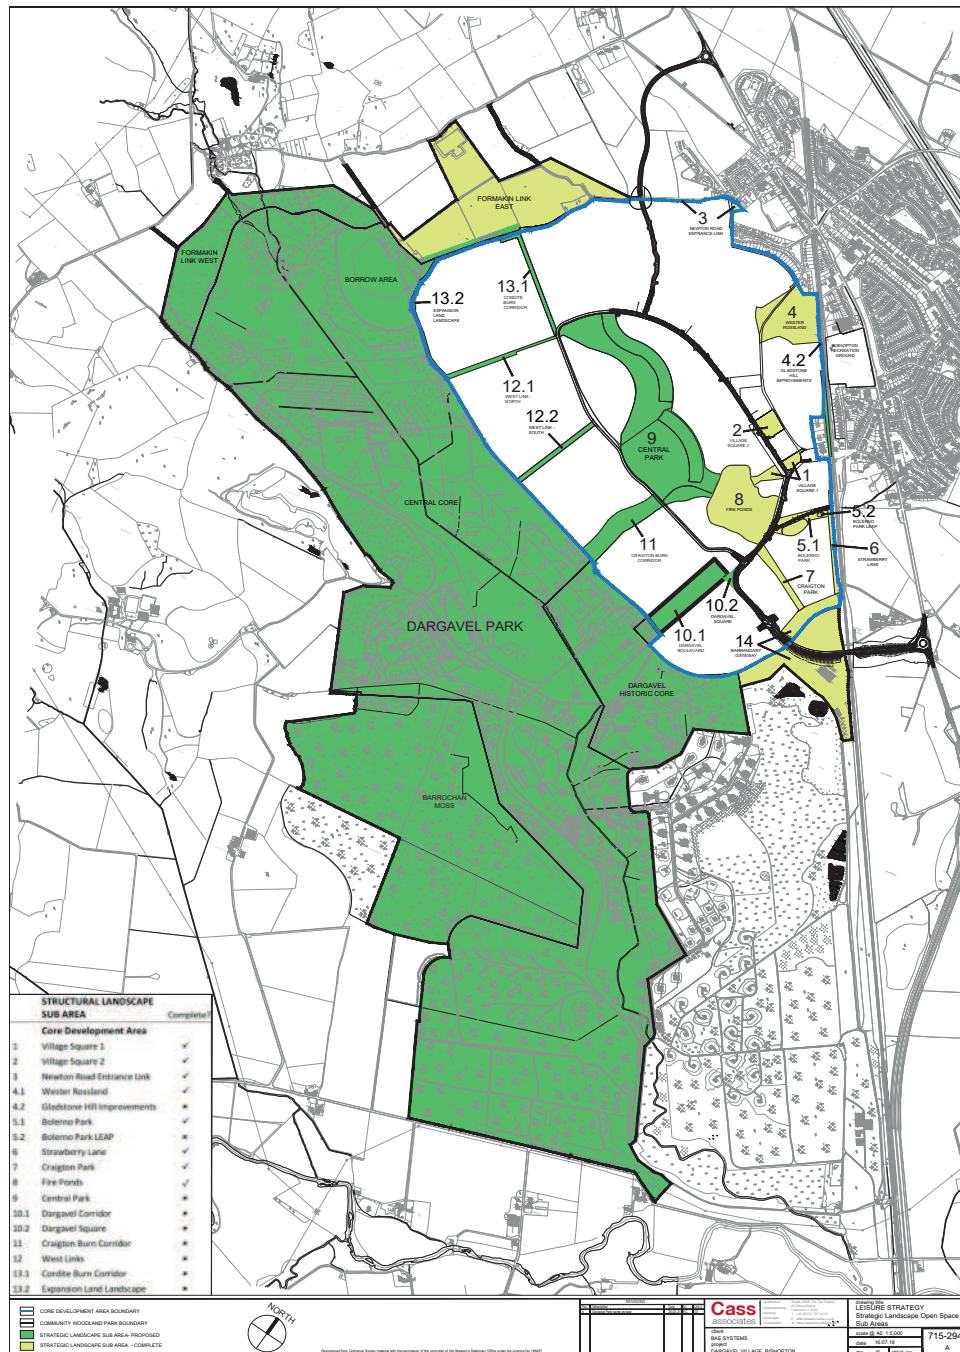 FORMAKIN LINK
EAST
3
NEWTON ROAD
ENTRANCE LINK
FORMAKIN
LINK WEST
BORROW AREA
13.1
CORDITE
BURN
CORRIDOR
13.2
EXPANSION
LAND
LANDSCAPE
4
WESTER
ROSSLAND
BISHOPTON
RECREATION
GROUND
4.2
GLADSTONE
HILL
IMPROVEMENTS
12.1
WEST LINK -
NORTH
12.2
WEST LINK -
SOUTH
2
VILLAGE
SQUARE 2
9
CENTRAL
PARK
1
VILLAGE
SQUARE 1
8
FIRE PONDS
CENTRAL CORE
5.2
BOLERNO
PARK LEAP
5.1
BOLERNO
PARK
6
STRAWBERRY
LANE
11
CRAIGTON BURN
CORRIDOR
7
CRAIGTON
PARK
10.2
DARGAVEL
SQUARE
DARGAVEL PARK
10.1
DARGAVEL
BOULEVARD
14
BARRANDARY
GATEWAY
DARGAVEL
HISTORIC CORE
BARROCHAN
MOSS
STRUCTURAL LANDSCAPE
SUB AREA Complete?
Core Development Area
1 Village Square 1 ✓
2 Village Square 2 ✓
3 Newton Road Entrance Link ✓
4.1 Wester Rossland ✓
4.2 Gladstone Hill Improvements *
5.1 Bolerno Park ✓
5.2 Bolerno Park LEAP *
6 Strawberry Lane ✓
7 Craigton Park ✓
8 Fire Ponds ✓
9 Central Park *
10.1 Dargavel Corridor *
10.2 Dargavel Square *
11 Craigton Burn Corridor *
12 West Links *
13.1 Cordite Burn Corridor *
13.2 Expansion Land Landscape *
CORE DEVELOPMENT AREA BOUNDARY
COMMUNITY WOODLAND PARK BOUNDARY
STRATEGIC LANDSCAPE SUB AREA- PROPOSED
STRATEGIC LANDSCAPE SUB AREA - COMPLETE
NORTH
REVISIONS
Cass
associates
client
BAE SYSTEMS
project
DARGAVEL VILLAGE, BISHOPTON
drawing title
LEISURE STRATEGY
Strategic Landscape Open Space
Sub Areas
scale @ A0 1:5,000
date 16.07.19
715-294
A